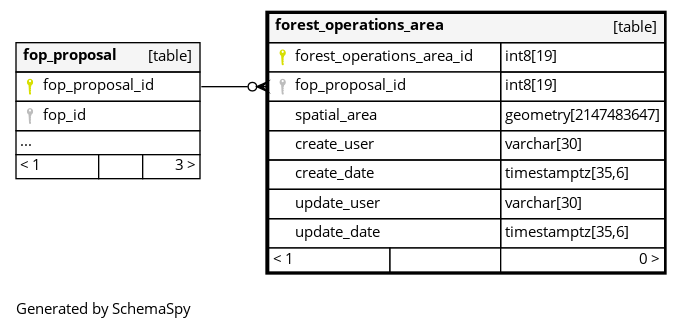 fop_proposal [table]
fop_proposal_id
fop_id
...
< 1 3 >
forest_operations_area [table]
forest_operations_area_id int8[19]
fop_proposal_id int8[19]
spatial_area geometry[2147483647]
create_user varchar[30]
create_date timestamptz[35,6]
update_user varchar[30]
update_date timestamptz[35,6]
< 1 0 >
Generated by SchemaSpy